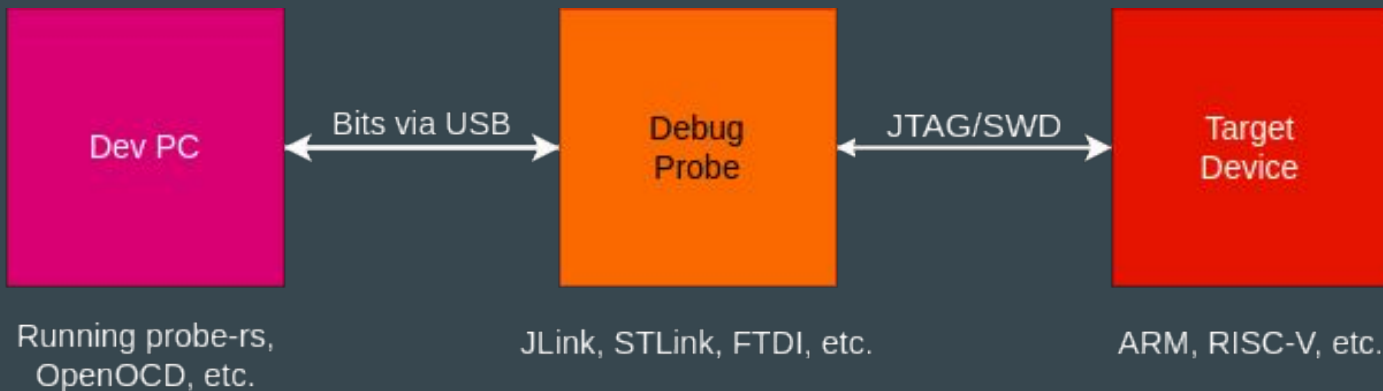 Dev PC
Bits via USB
Debug
Probe
JTAG/SWD
Target
Device
Running probe-rs,
OpenOCD, etc.
JLink, STLink, FTDI, etc.
ARM, RISC-V, etc.